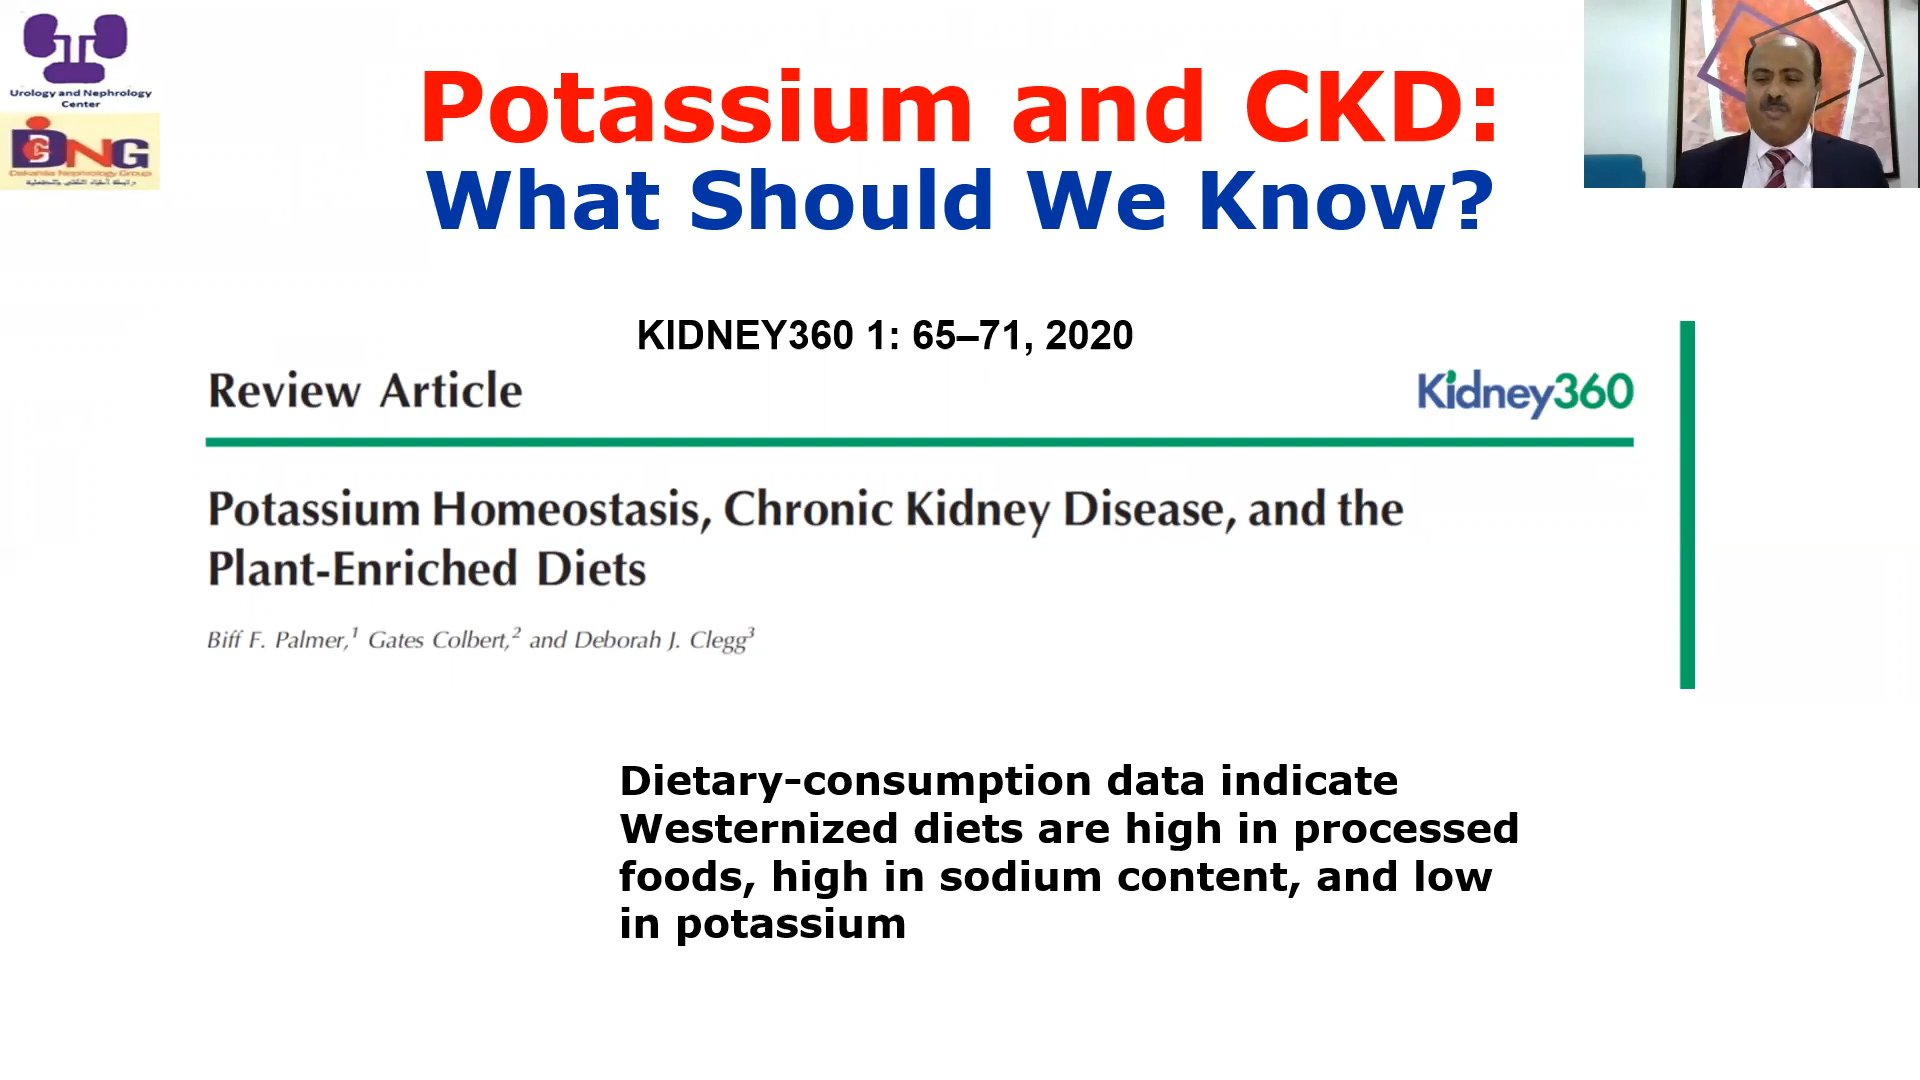 Urology and Nephrology
Center
DNG
Dakahlia Nephrology Group
Potassium and CKD:
What Should We Know?
KIDNEY360 1: 65–71, 2020
Review Article
Kidney360
Potassium Homeostasis, Chronic Kidney Disease, and the
Plant-Enriched Diets
Biff F. Palmer,1 Gates Colbert,2 and Deborah J. Clegg3
Dietary-consumption data indicate
Westernized diets are high in processed
foods, high in sodium content, and low
in potassium